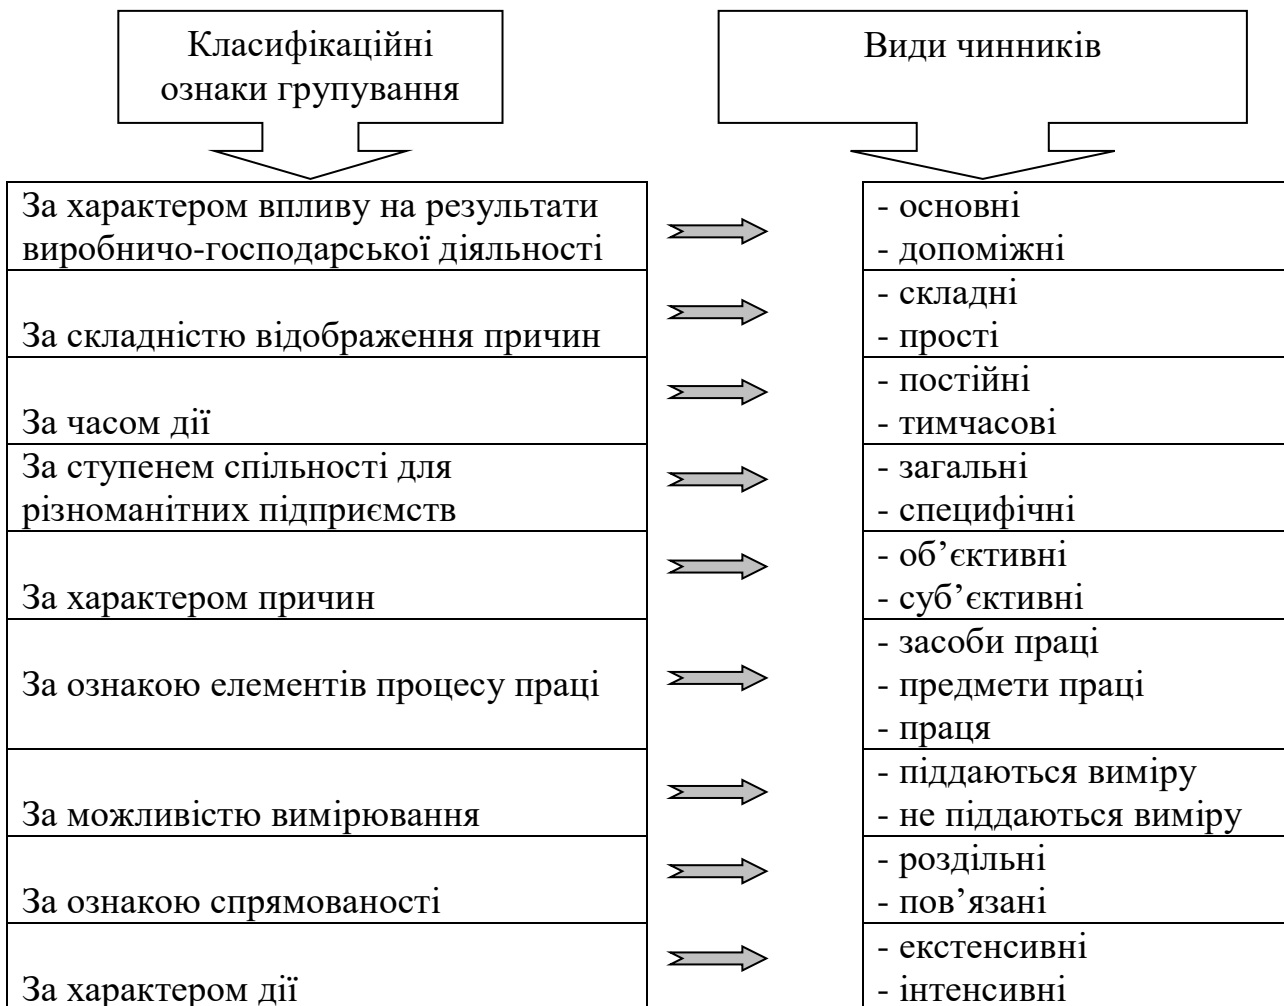 Класифікаційні
ознаки групування
Види чинників
За характером впливу на результати
виробничо-господарської діяльності
- основні
- допоміжні
За складністю відображення причин
- складні
- прості
За часом дії
- постійні
- тимчасові
За ступенем спільності для
різноманітних підприємств
- загальні
- специфічні
За характером причин
- об’єктивні
- суб’єктивні
За ознакою елементів процесу праці
- засоби праці
- предмети праці
- праця
За можливістю вимірювання
- піддаються виміру
- не піддаються виміру
За ознакою спрямованості
- роздільні
- пов’язані
За характером дії
- екстенсивні
- інтенсивні